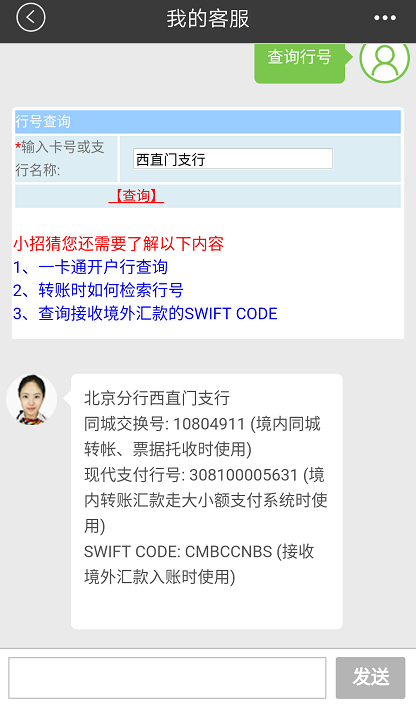 我的客服
查询行号
行号查询
*输入卡号或支
行名称:
西直门支行
【查询】
小招猜您还需要了解以下内容
1、一卡通开户行查询
2、转账时如何检索行号
3、查询接收境外汇款的SWIFT CODE
北京分行西直门支行
同城交换号: 10804911 (境内同城
转帐、票据托收时使用)
现代支付行号: 308100005631 (境
内转账汇款走大小额支付系统时使
用)
SWIFT CODE: CMBCCNBS (接收
境外汇款入账时使用)
发送